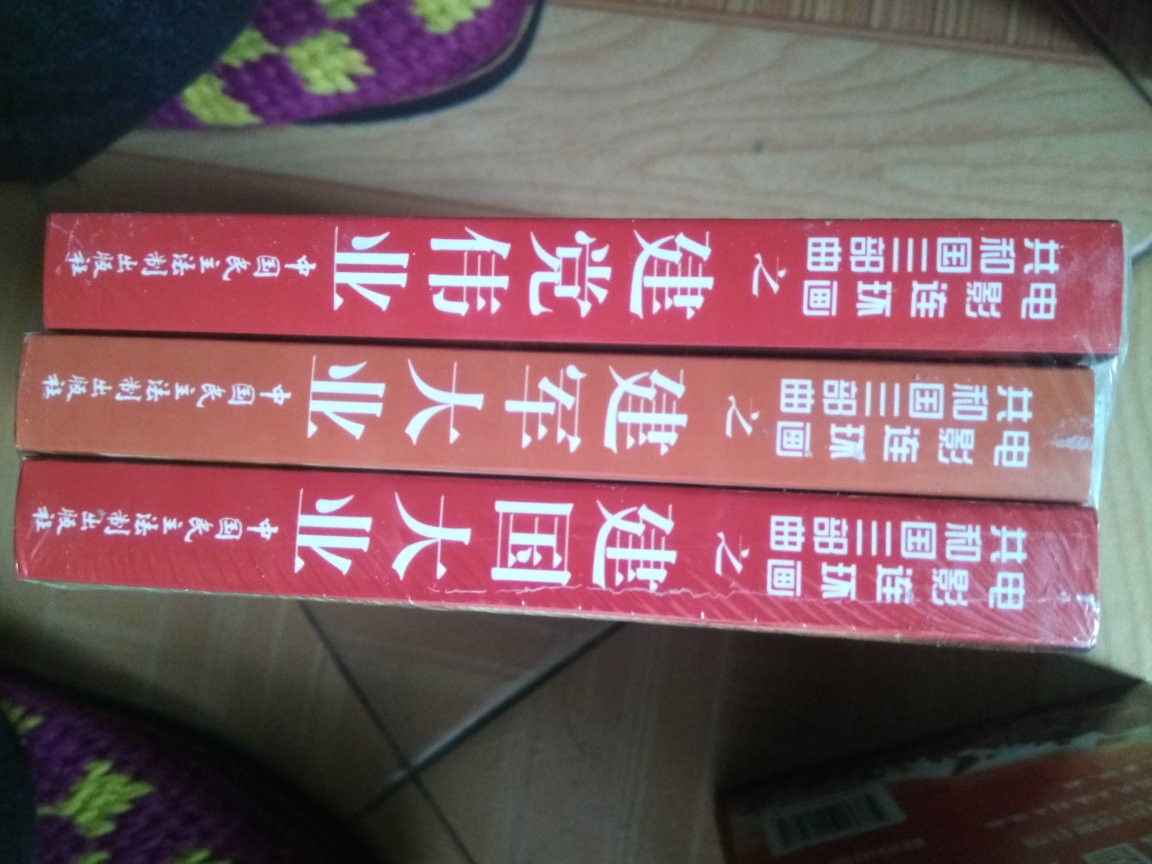 共和国三部曲
电影连环画
之
建党伟业
中国民主法制出版社
共和国三部曲
电影连环画
之
建军大业
中国民主法制出版社
共和国三部曲
电影连环画
之
建国大业
中国民主法制出版社